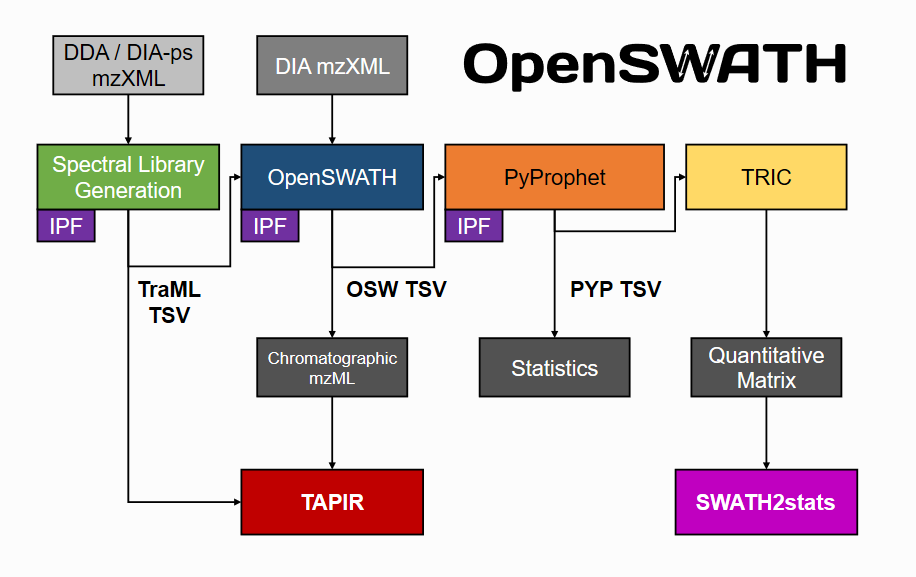 DDA / DIA-ps
mzXML
DIA mzXML
OpenSWATH
Spectral Library
Generation
OpenSWATH
PyProphet
TRIC
IPF
IPF
IPF
TraML
TSV
OSW TSV
PYP TSV
Chromatographic
mzML
Statistics
Quantitative
Matrix
TAPIR
SWATH2stats